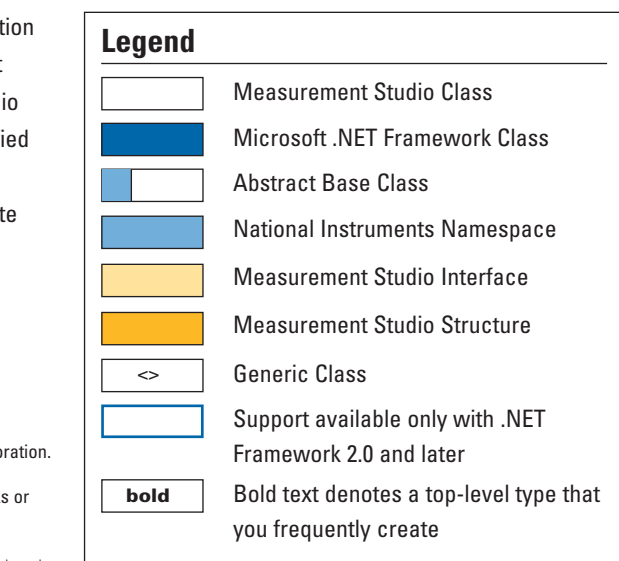 Legend
Measurement Studio Class
Microsoft .NET Framework Class
Abstract Base Class
National Instruments Namespace
Measurement Studio Interface
Measurement Studio Structure
<> Generic Class
Support available only with .NET
Framework 2.0 and later
bold Bold text denotes a top-level type that
you frequently create